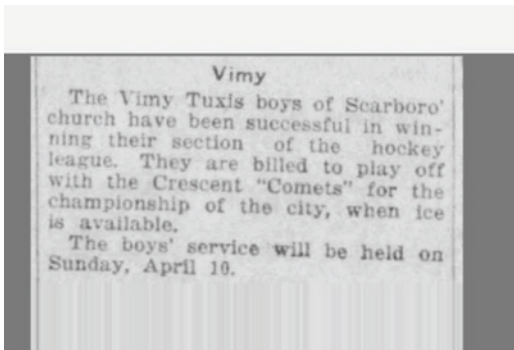 Vimy
The Vimy Tuxis boys of Scarboro'
church have been successful in win-
ning their section of the hockey
league. They are billed to play off
with the Crescent "Comets" for the
championship of the city, when ice
is available.
The boys' service will be held on
Sunday, April 10.